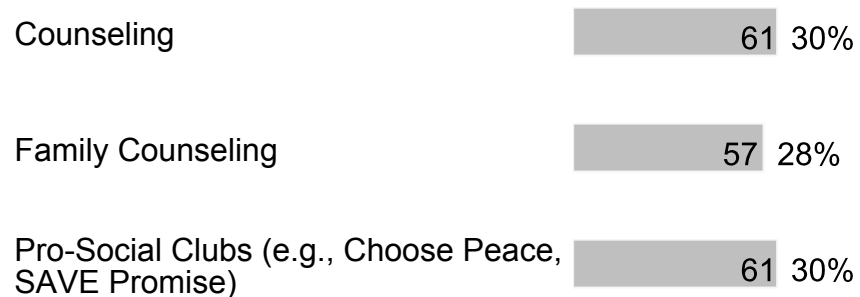 Counseling 61 30%
Family Counseling 57 28%
Pro-Social Clubs (e.g., Choose Peace,
SAVE Promise) 61 30%